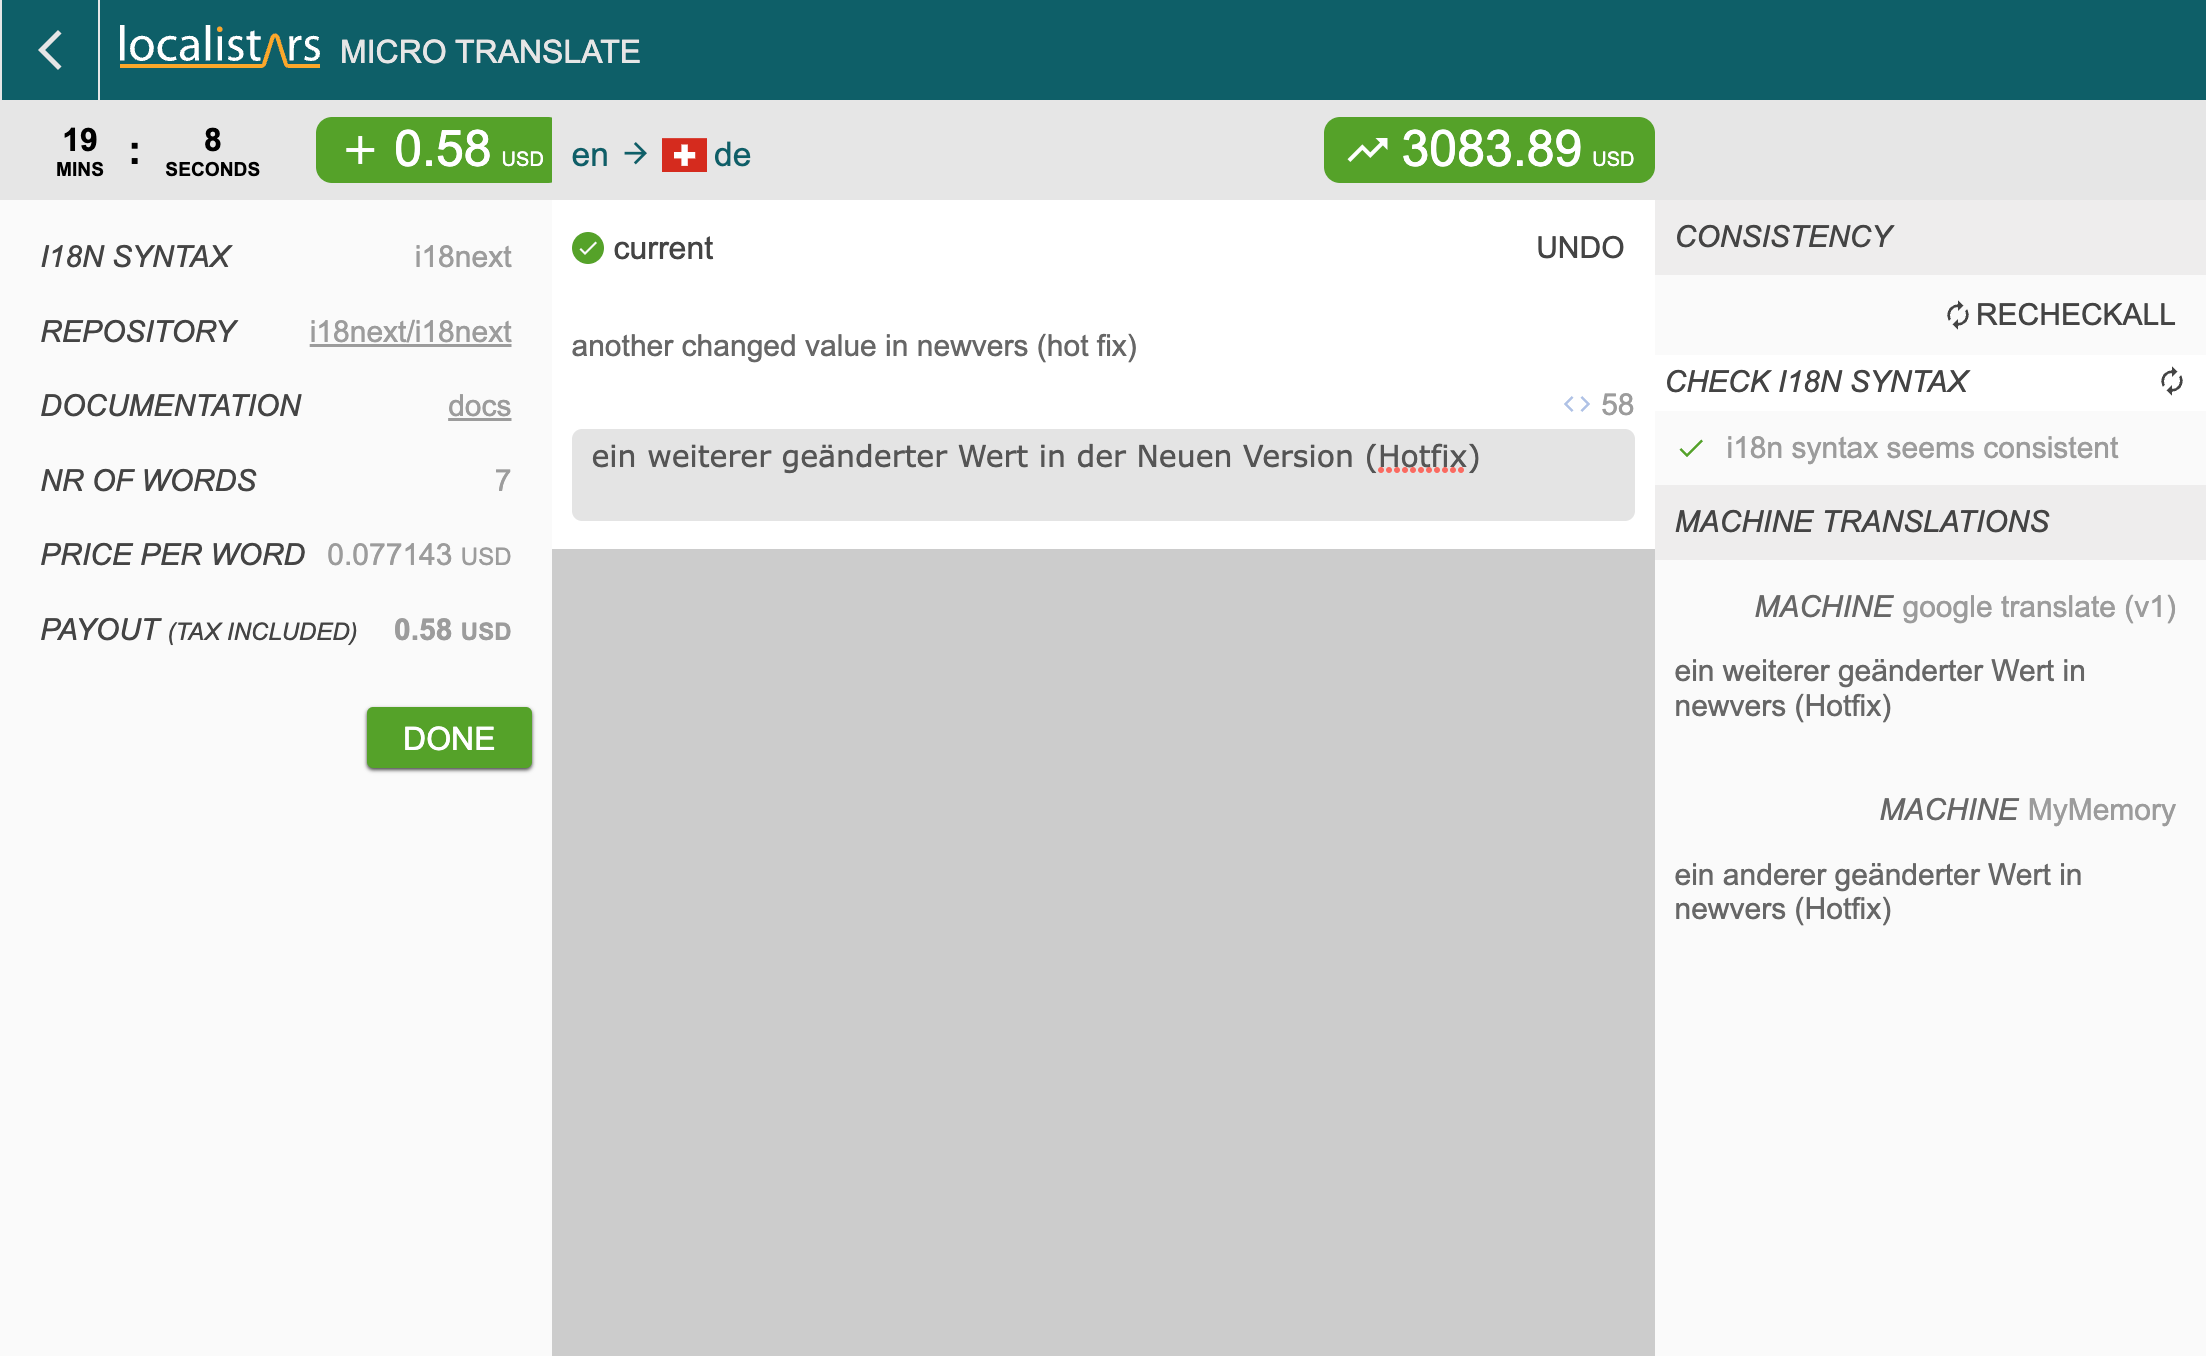 localistars MICRO TRANSLATE
19 : 8
MINS SECONDS
+ 0.58 USD
en → de
3083.89 USD
I18N SYNTAX i18next
REPOSITORY i18next/i18next
DOCUMENTATION docs
NR OF WORDS 7
PRICE PER WORD 0.077143 USD
PAYOUT (TAX INCLUDED) 0.58 USD
DONE
current UNDO
another changed value in newvers (hot fix)
<> 58
ein weiterer geänderter Wert in der Neuen Version (Hotfix)
CONSISTENCY
RECHECKALL
CHECK I18N SYNTAX
i18n syntax seems consistent
MACHINE TRANSLATIONS
MACHINE google translate (v1)
ein weiterer geänderter Wert in
newvers (Hotfix)
MACHINE MyMemory
ein anderer geänderter Wert in
newvers (Hotfix)